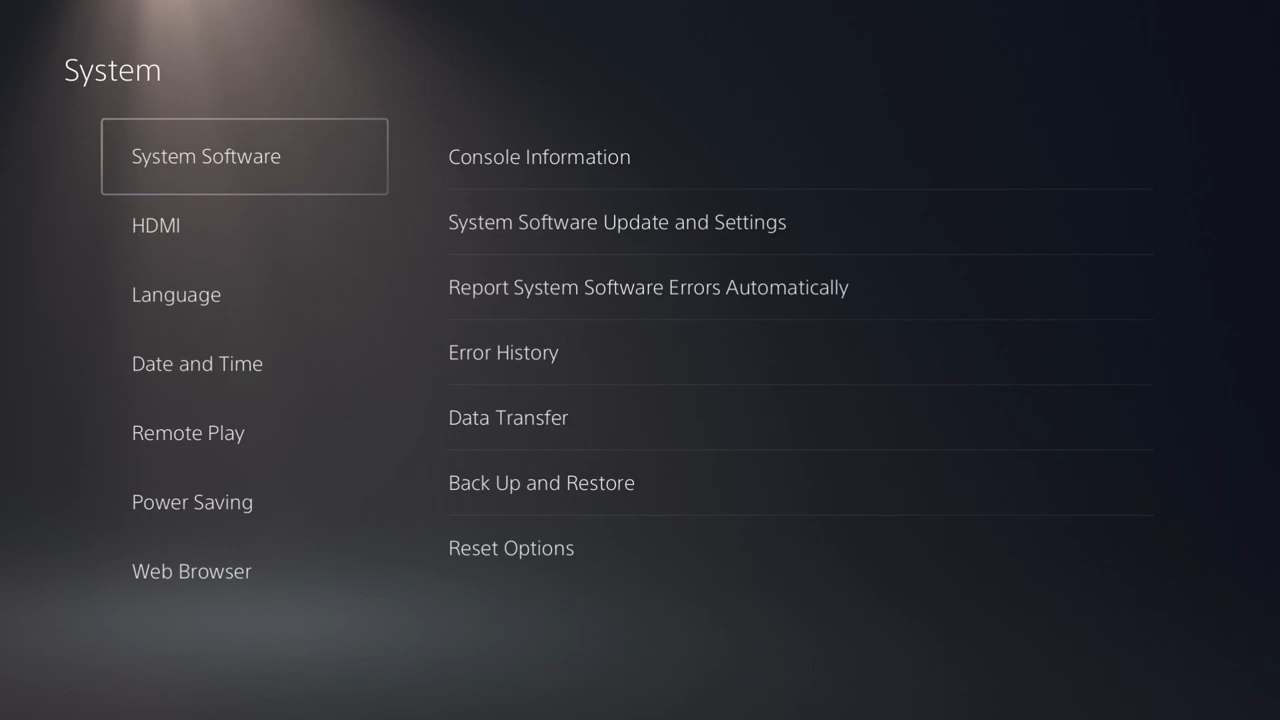 System
System Software
HDMI
Language
Date and Time
Remote Play
Power Saving
Web Browser
Console Information
System Software Update and Settings
Report System Software Errors Automatically
Error History
Data Transfer
Back Up and Restore
Reset Options